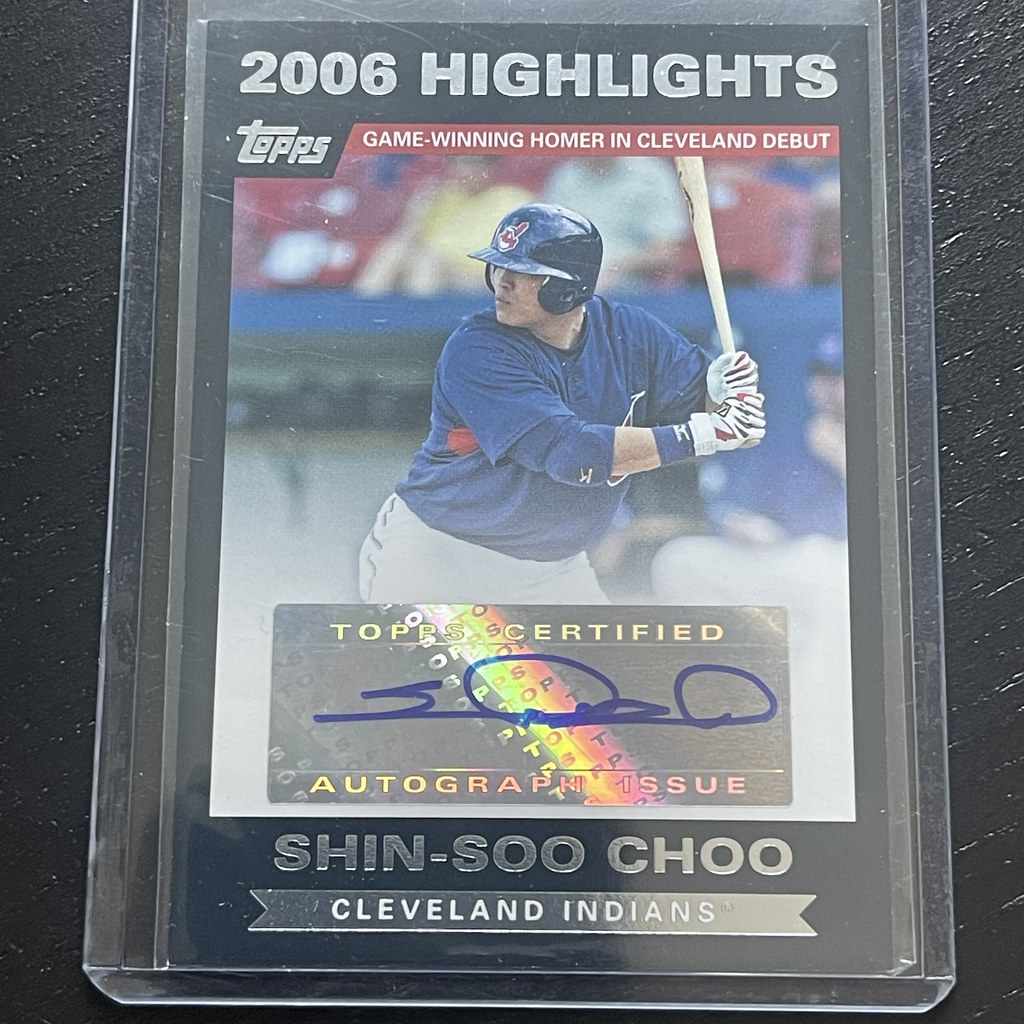 2006 HIGHLIGHTS
Topps
GAME-WINNING HOMER IN CLEVELAND DEBUT
TOPPS CERTIFIED
AUTOGRAPH ISSUE
SHIN-SOO CHOO
CLEVELAND INDIANS